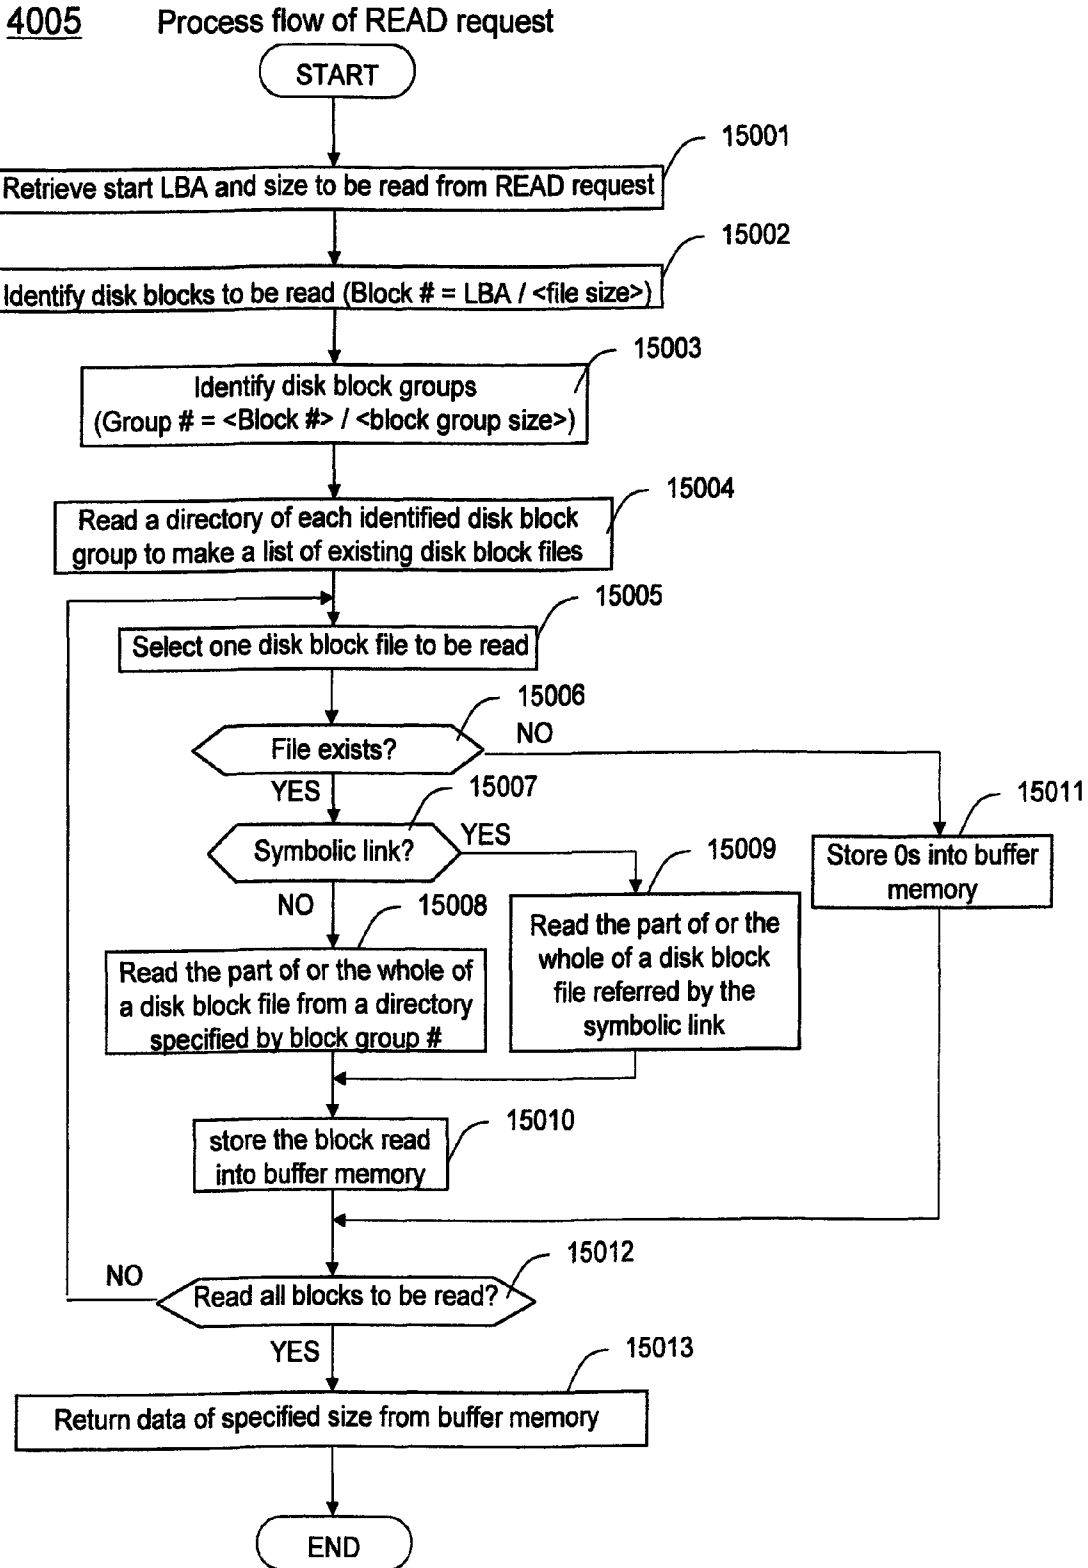 4005 Process flow of READ request
START
15001
Retrieve start LBA and size to be read from READ request
15002
Identify disk blocks to be read (Block # = LBA / <file size>)
15003
Identify disk block groups
(Group # = <Block #> / <block group size>)
15004
Read a directory of each identified disk block
group to make a list of existing disk block files
15005
Select one disk block file to be read
15006
File exists?
NO
YES
15007
15011
Symbolic link?
YES
15009
Store 0s into buffer
memory
NO
15008
Read the part of or the
whole of a disk block
file referred by the
symbolic link
Read the part of or the whole of
a disk block file from a directory
specified by block group #
15010
store the block read
into buffer memory
15012
NO
Read all blocks to be read?
YES
15013
Return data of specified size from buffer memory
END